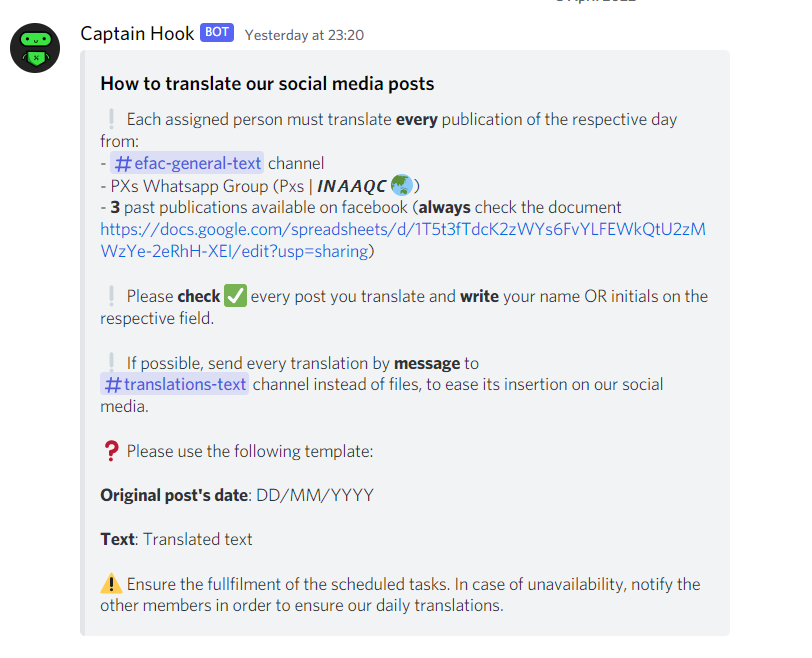 Captain Hook BOT Yesterday at 23:20
How to translate our social media posts
❕ Each assigned person must translate every publication of the respective day
from:
- #efac-general-text channel
- PXs Whatsapp Group (Pxs | INAAQC 🌏)
- 3 past publications available on facebook (always check the document
https://docs.google.com/spreadsheets/d/1T5t3fTdcK2zWYs6FvYLFEWkQtU2zM
WzYe-2eRhH-XEI/edit?usp=sharing)
❕ Please check ✅ every post you translate and write your name OR initials on the
respective field.
❕ If possible, send every translation by message to
#translations-text channel instead of files, to ease its insertion on our social
media.
❓ Please use the following template:
Original post's date: DD/MM/YYYY
Text: Translated text
⚠️ Ensure the fullfilment of the scheduled tasks. In case of unavailability, notify the
other members in order to ensure our daily translations.